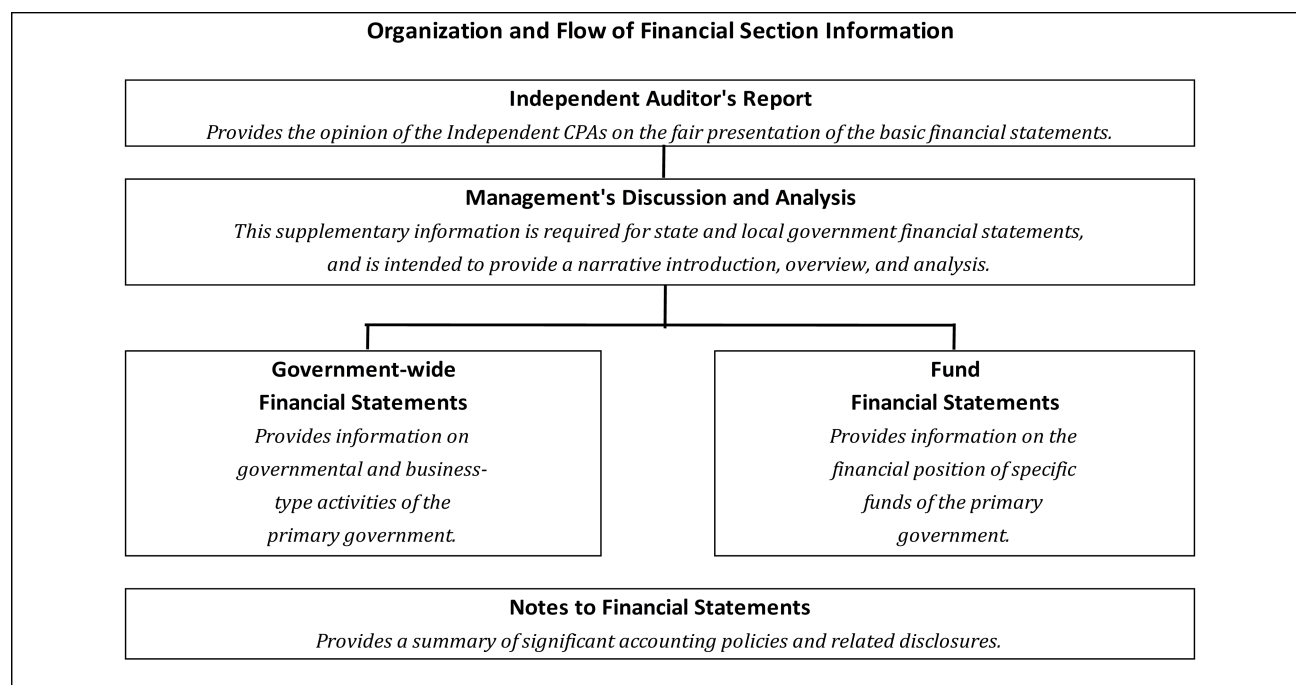 Organization and Flow of Financial Section Information
Independent Auditor's Report
Provides the opinion of the Independent CPAs on the fair presentation of the basic financial statements.
Management's Discussion and Analysis
This supplementary information is required for state and local government financial statements,
and is intended to provide a narrative introduction, overview, and analysis.
Government-wide
Financial Statements
Provides information on
governmental and business-
type activities of the
primary government.
Fund
Financial Statements
Provides information on the
financial position of specific
funds of the primary
government.
Notes to Financial Statements
Provides a summary of significant accounting policies and related disclosures.